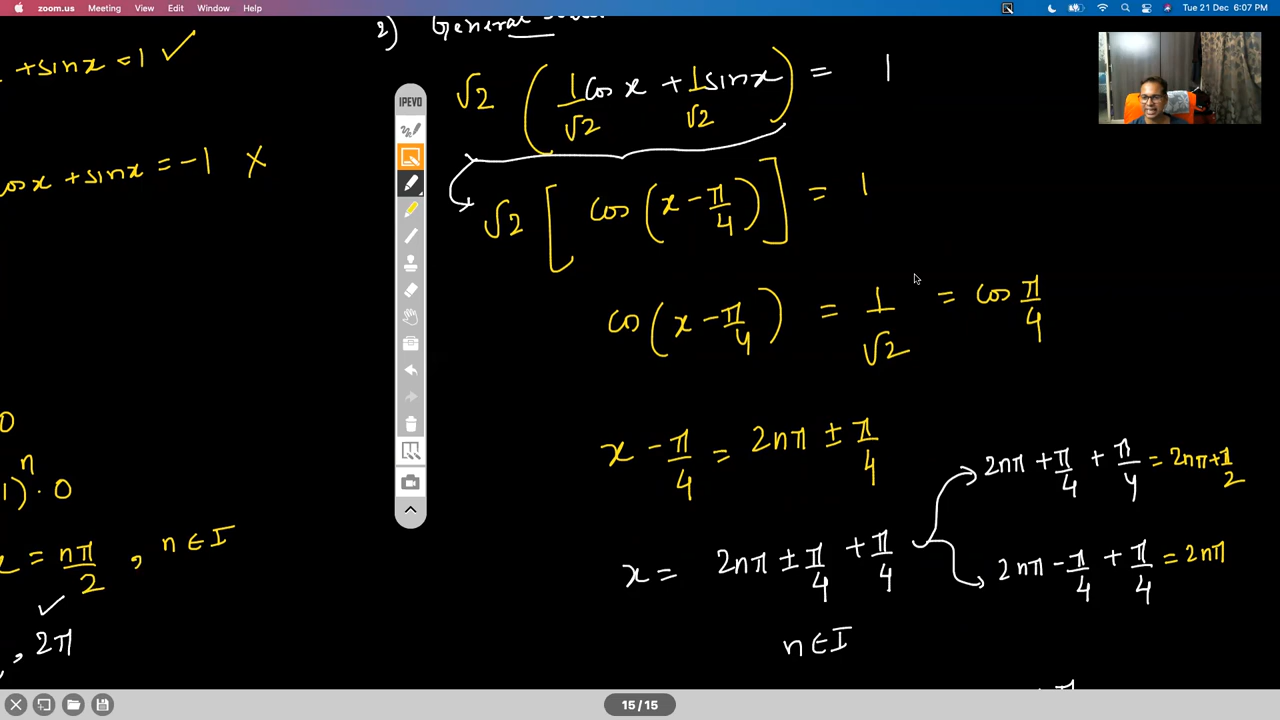 zoom.us Meeting View Edit Window Help
Tue 21 Dec 6:07 PM
2) General
+ sinx = 1 ✓
√2 ( 1/√2 cos x + 1/√2 sinx ) = 1
IPEVO
cosx + sinx = -1 ×
√2 [ cos ( x - π/4 ) ] = 1
cos ( x - π/4 ) = 1/√2 = cos π/4
0
x - π/4 = 2nπ ± π/4
2nπ + π/4 + π/4 = 2nπ + π/2
1)ⁿ · 0
x = nπ/2 , n ∈ I
x = 2nπ ± π/4 + π/4
2nπ - π/4 + π/4 = 2nπ
✓
, 2π
n ∈ I
π
15 / 15